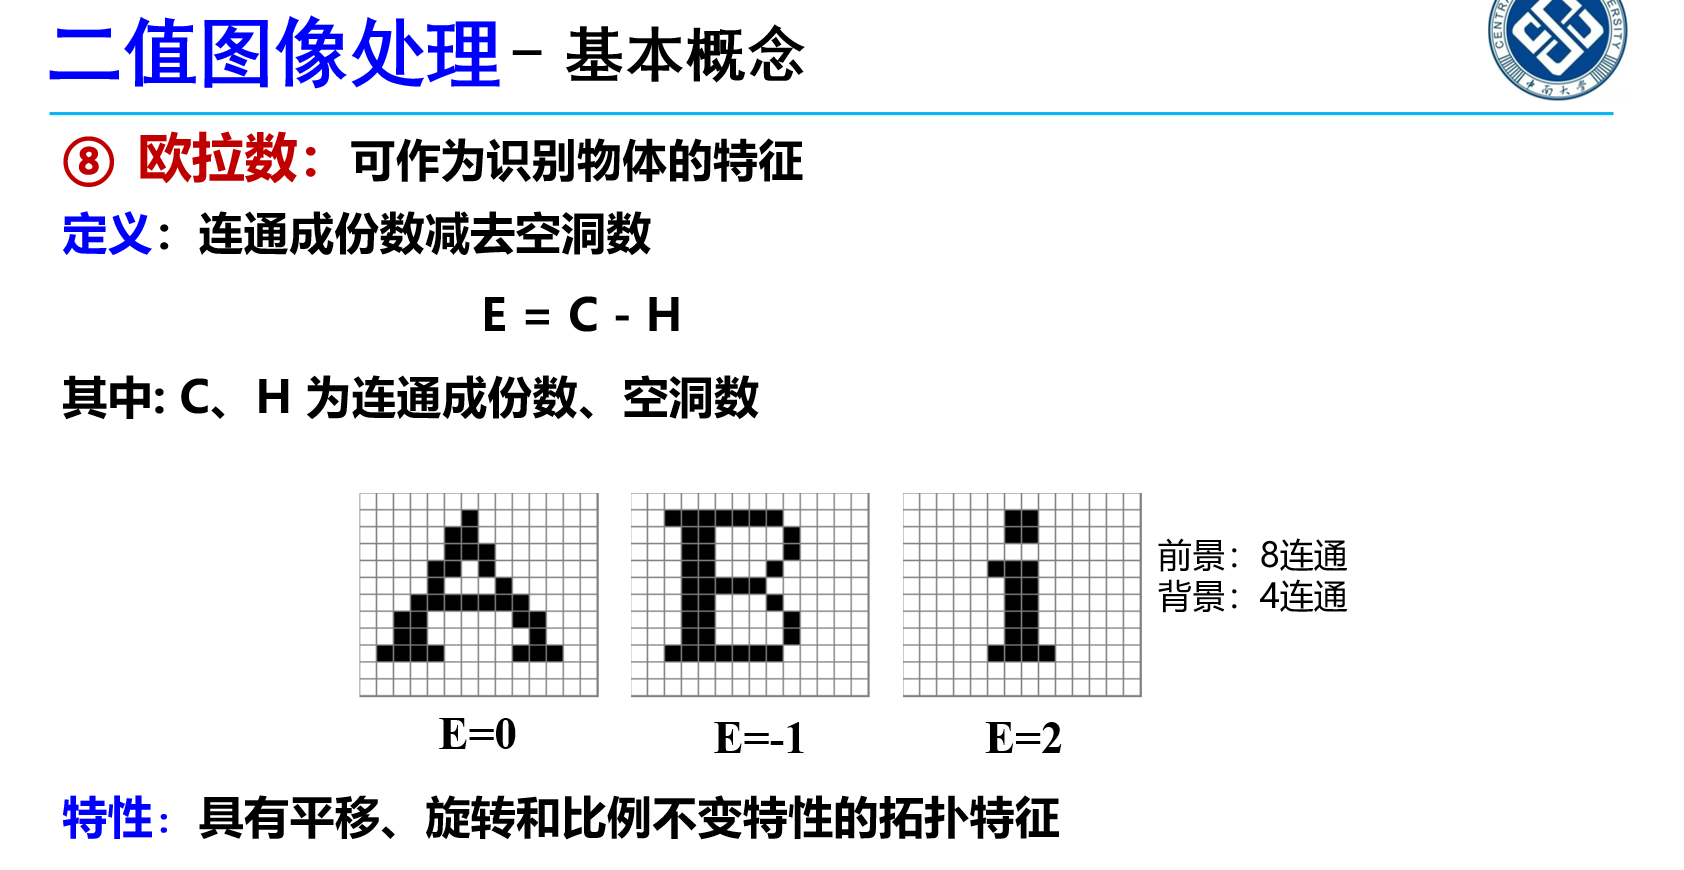 二值图像处理 - 基本概念
⑧ 欧拉数：可作为识别物体的特征
定义：连通成份数减去空洞数
E = C - H
其中: C、H 为连通成份数、空洞数
前景：8连通
背景：4连通
E=0
E=-1
E=2
特性：具有平移、旋转和比例不变特性的拓扑特征
中南大学